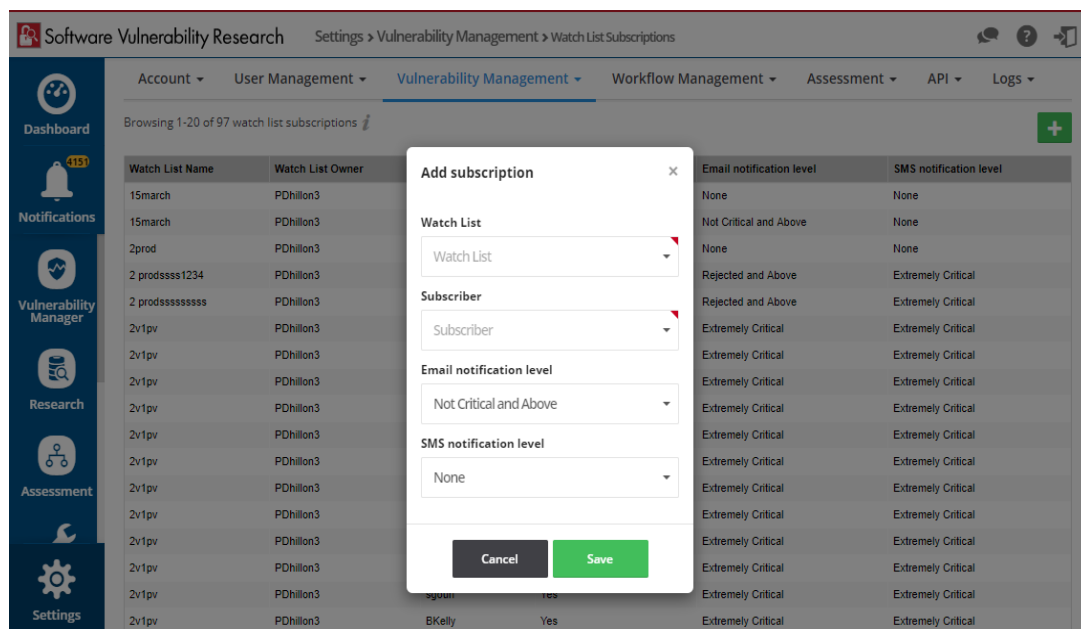 Software Vulnerability Research
Settings > Vulnerability Management > Watch List Subscriptions
?
Dashboard
4151
Notifications
Vulnerability
Manager
Research
Assessment
Settings
Account
User Management
Vulnerability Management
Workflow Management
Assessment
API
Logs
Browsing 1-20 of 97 watch list subscriptions i
+
Watch List Name Watch List Owner Email notification level SMS notification level
15march PDhillon3 None None
15march PDhillon3 Not Critical and Above None
2prod PDhillon3 None None
2 prodssss1234 PDhillon3 Rejected and Above Extremely Critical
2 prodsssssssss PDhillon3 Rejected and Above Extremely Critical
2v1pv PDhillon3 Extremely Critical Extremely Critical
2v1pv PDhillon3 Extremely Critical Extremely Critical
2v1pv PDhillon3 Extremely Critical Extremely Critical
2v1pv PDhillon3 Extremely Critical Extremely Critical
2v1pv PDhillon3 Extremely Critical Extremely Critical
2v1pv PDhillon3 Extremely Critical Extremely Critical
2v1pv PDhillon3 Extremely Critical Extremely Critical
2v1pv PDhillon3 Extremely Critical Extremely Critical
2v1pv PDhillon3 Extremely Critical Extremely Critical
2v1pv PDhillon3 Extremely Critical Extremely Critical
2v1pv PDhillon3 Yes Extremely Critical Extremely Critical
2v1pv PDhillon3 BKelly Yes Extremely Critical Extremely Critical
Add subscription ×
Watch List
Watch List
Subscriber
Subscriber
Email notification level
Not Critical and Above
SMS notification level
None
Cancel
Save